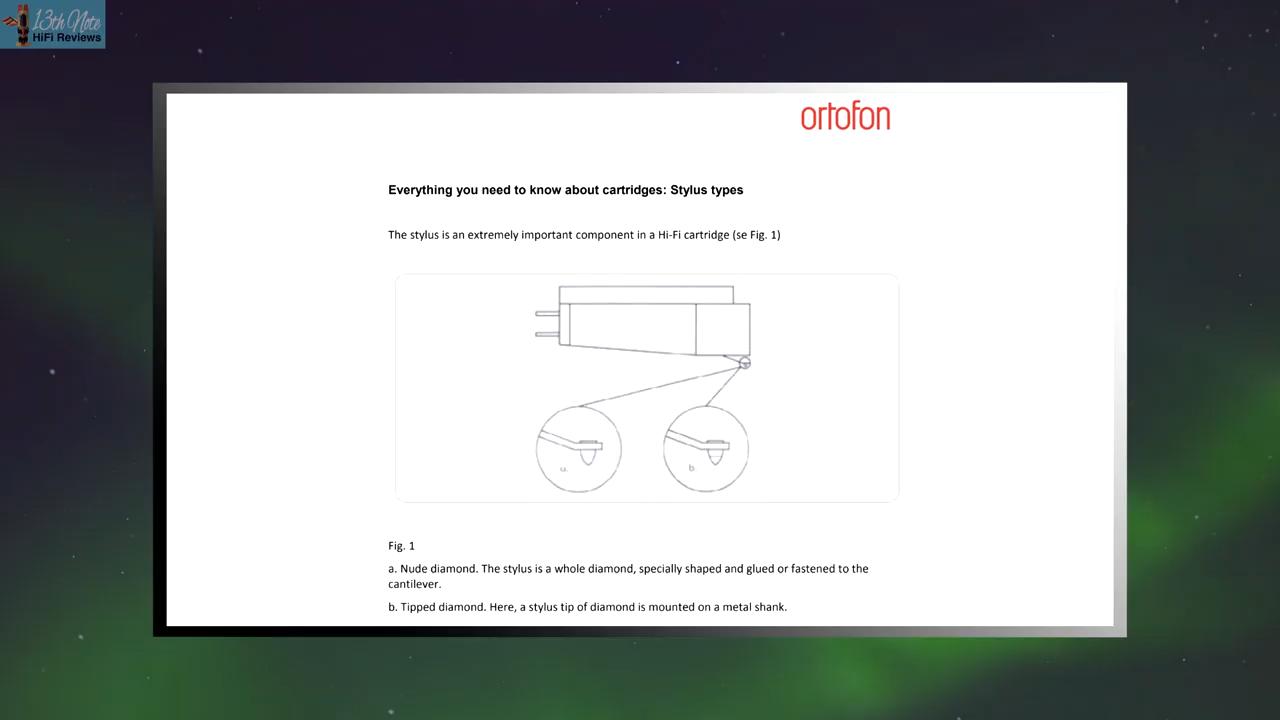 13th Note
HiFi Reviews
ortofon
Everything you need to know about cartridges: Stylus types
The stylus is an extremely important component in a Hi-Fi cartridge (se Fig. 1)
a.
b.
Fig. 1
a. Nude diamond. The stylus is a whole diamond, specially shaped and glued or fastened to the
cantilever.
b. Tipped diamond. Here, a stylus tip of diamond is mounted on a metal shank.